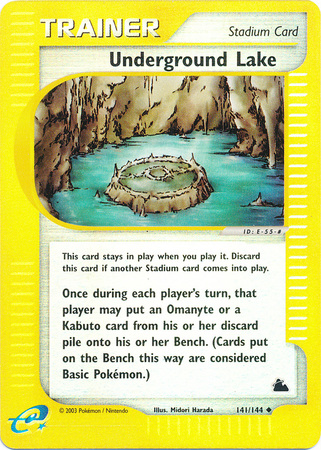 TRAINER
Stadium Card
Underground Lake
ID: E-55-#
This card stays in play when you play it. Discard
this card if another Stadium card comes into play.
Once during each player's turn, that
player may put an Omanyte or a
Kabuto card from his or her discard
pile onto his or her Bench. (Cards put
on the Bench this way are considered
Basic Pokémon.)
e
© 2003 Pokémon / Nintendo
Illus. Midori Harada
141/144 ◆